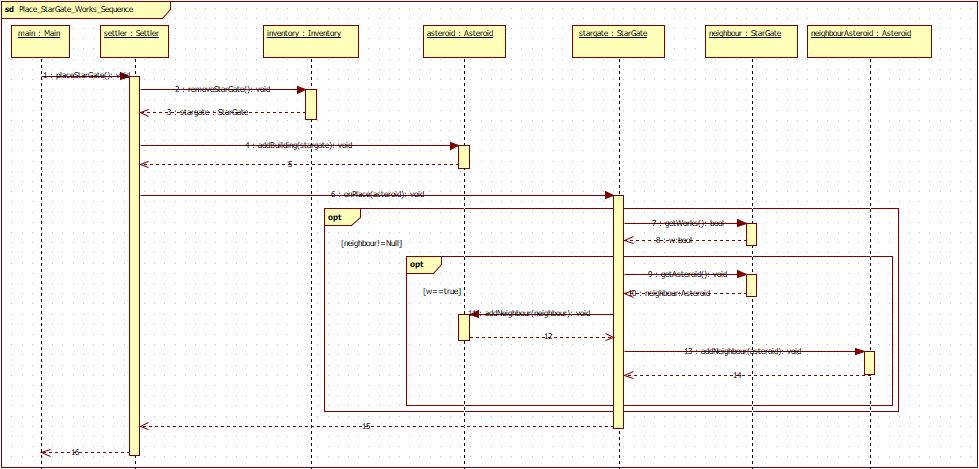 sd Place_StarGate_Works_Sequence
main : Main
settler : Settler
inventory : Inventory
asteroid : Asteroid
stargate : StarGate
neighbour : StarGate
neighbourAsteroid : Asteroid
1 : placeStarGate(): void
2 : removeStarGate(): void
3 : stargate : StarGate
4 : addBuilding(stargate): void
5
6 : onPlace(asteroid): void
opt
7 : getWorks(): bool
8 : w:bool
[neighbour!=Null]
opt
9 : getAsteroid(): void
[w==true]
10 : neighbourAsteroid
11 : addNeighbour(neighbour): void
12
13 : addNeighbour(asteroid): void
14
15
16